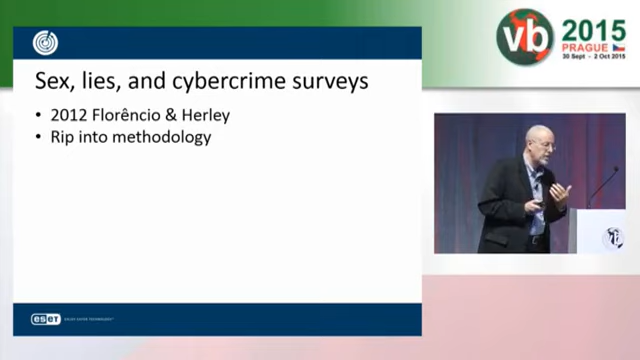 vb
2015
PRAGUE
30 Sept - 2 Oct 2015
Sex, lies, and cybercrime surveys
• 2012 Florêncio & Herley
• Rip into methodology
eset
vb